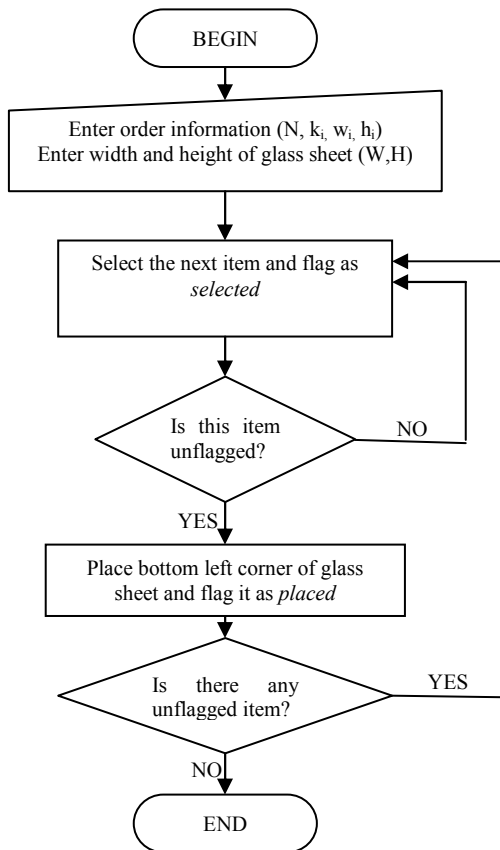 BEGIN
Enter order information (N, kᵢ, wᵢ, hᵢ)
Enter width and height of glass sheet (W,H)
Select the next item and flag as
selected
Is this item
unflagged?
NO
YES
Place bottom left corner of glass
sheet and flag it as placed
Is there any
unflagged item?
YES
NO
END